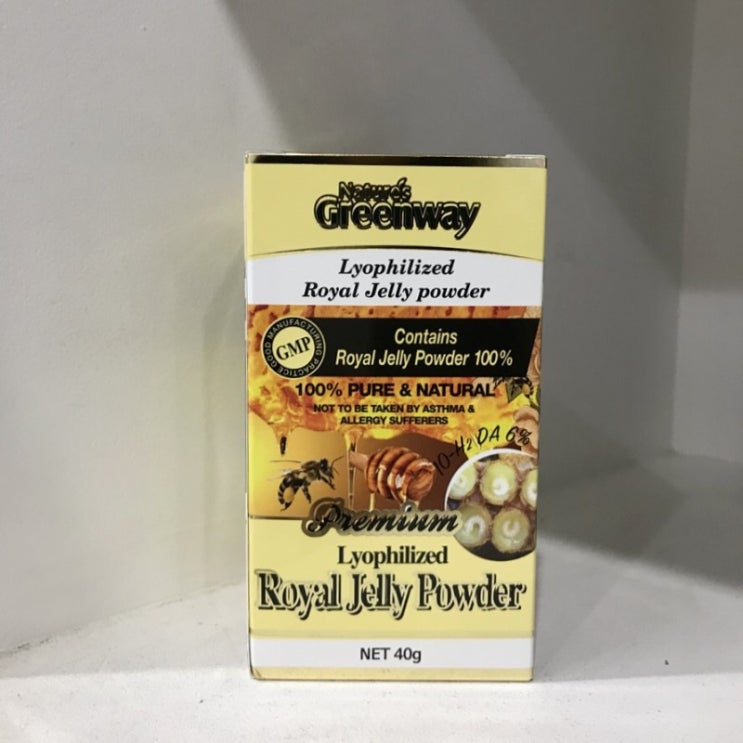 Nature's
Greenway
Lyophilized
Royal Jelly powder
GOOD MANUFACTURING PRACTICE
GMP
Contains
Royal Jelly Powder 100%
100% PURE & NATURAL
NOT TO BE TAKEN BY ASTHMA &
ALLERGY SUFFERERS
10-H2DA 6%
Premium
Lyophilized
Royal Jelly Powder
NET 40g